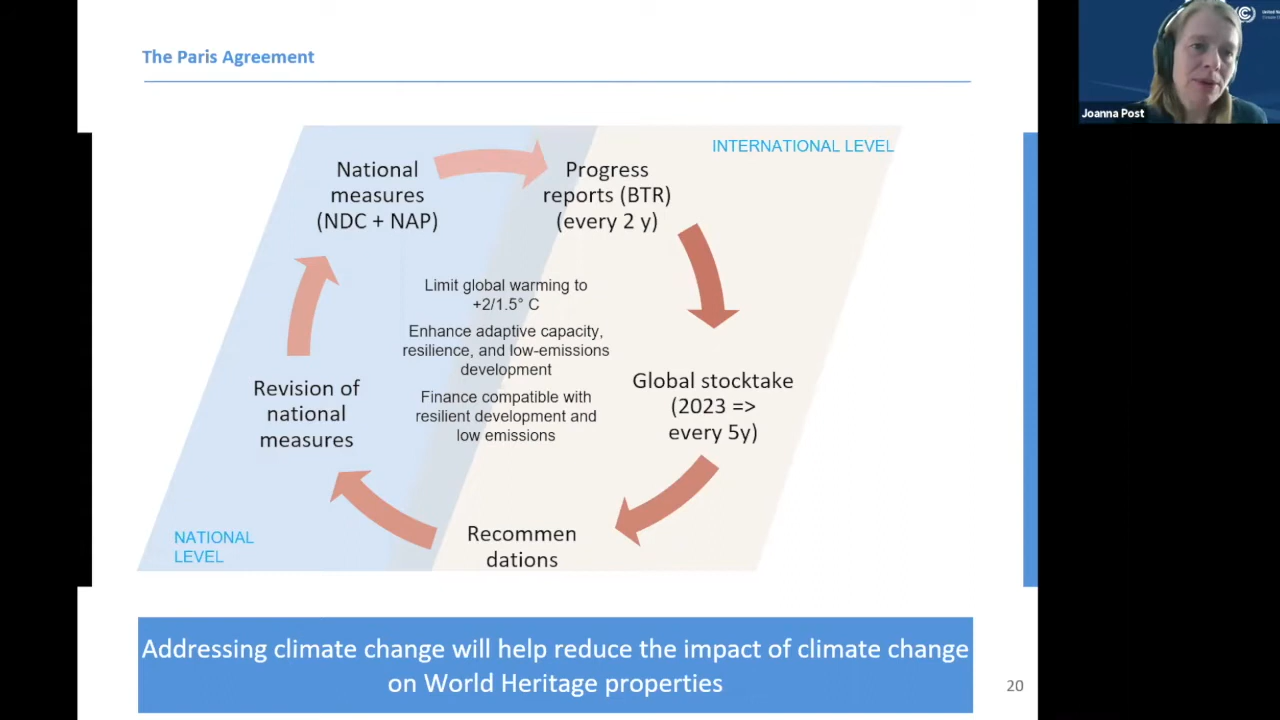 The Paris Agreement
INTERNATIONAL LEVEL
National
measures
(NDC + NAP)
Progress
reports (BTR)
(every 2 y)
Limit global warming to
+2/1.5° C
Enhance adaptive capacity,
resilience, and low-emissions
development
Finance compatible with
resilient development and
low emissions
Global stocktake
(2023 =>
every 5y)
Revision of
national
measures
Recommen
dations
NATIONAL
LEVEL
Addressing climate change will help reduce the impact of climate change
on World Heritage properties
20
Joanna Post